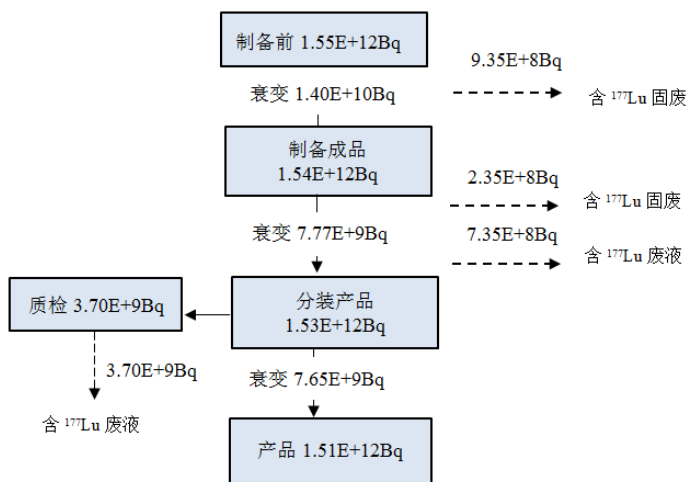 制备前 1.55E+12Bq
9.35E+8Bq
衰变 1.40E+10Bq
含 ¹⁷⁷Lu 固废
制备成品
1.54E+12Bq
2.35E+8Bq
含 ¹⁷⁷Lu 固废
衰变 7.77E+9Bq
7.35E+8Bq
含 ¹⁷⁷Lu 废液
质检 3.70E+9Bq
分装产品
1.53E+12Bq
3.70E+9Bq
衰变 7.65E+9Bq
含 ¹⁷⁷Lu 废液
产品 1.51E+12Bq